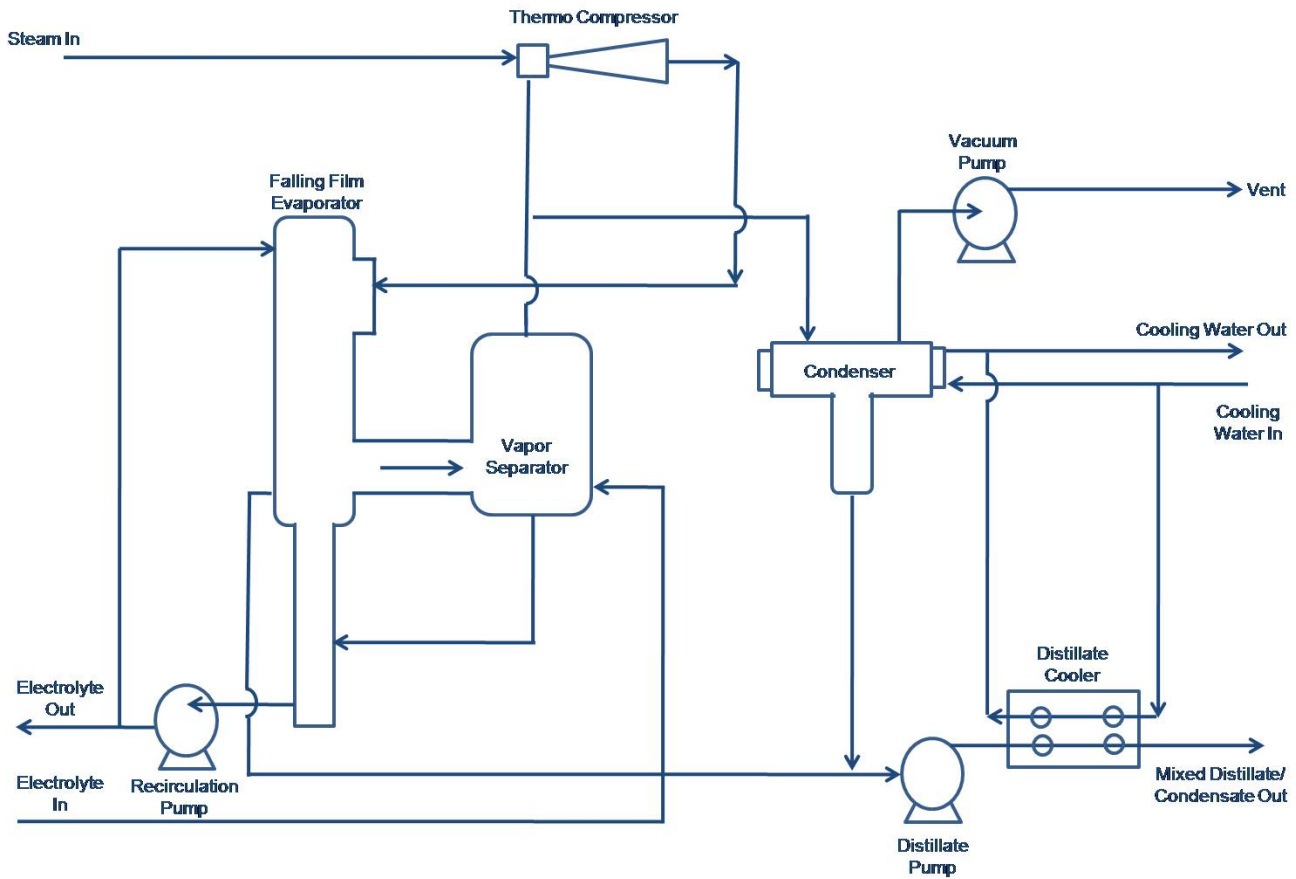 Thermo Compressor
Steam In
Vacuum
Pump
Falling Film
Evaporator
Vent
Cooling Water Out
Condenser
Cooling
Water In
Vapor
Separator
Distillate
Cooler
Electrolyte
Out
Electrolyte
In
Recirculation
Pump
Mixed Distillate/
Condensate Out
Distillate
Pump